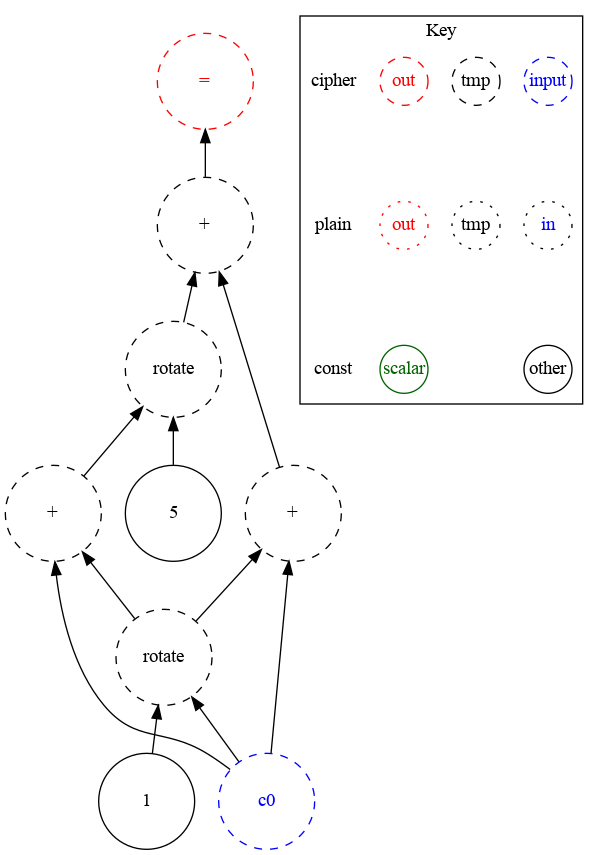 =
+
rotate
+
5
+
rotate
1
c0
Key
cipher out tmp input
plain out tmp in
const scalar other